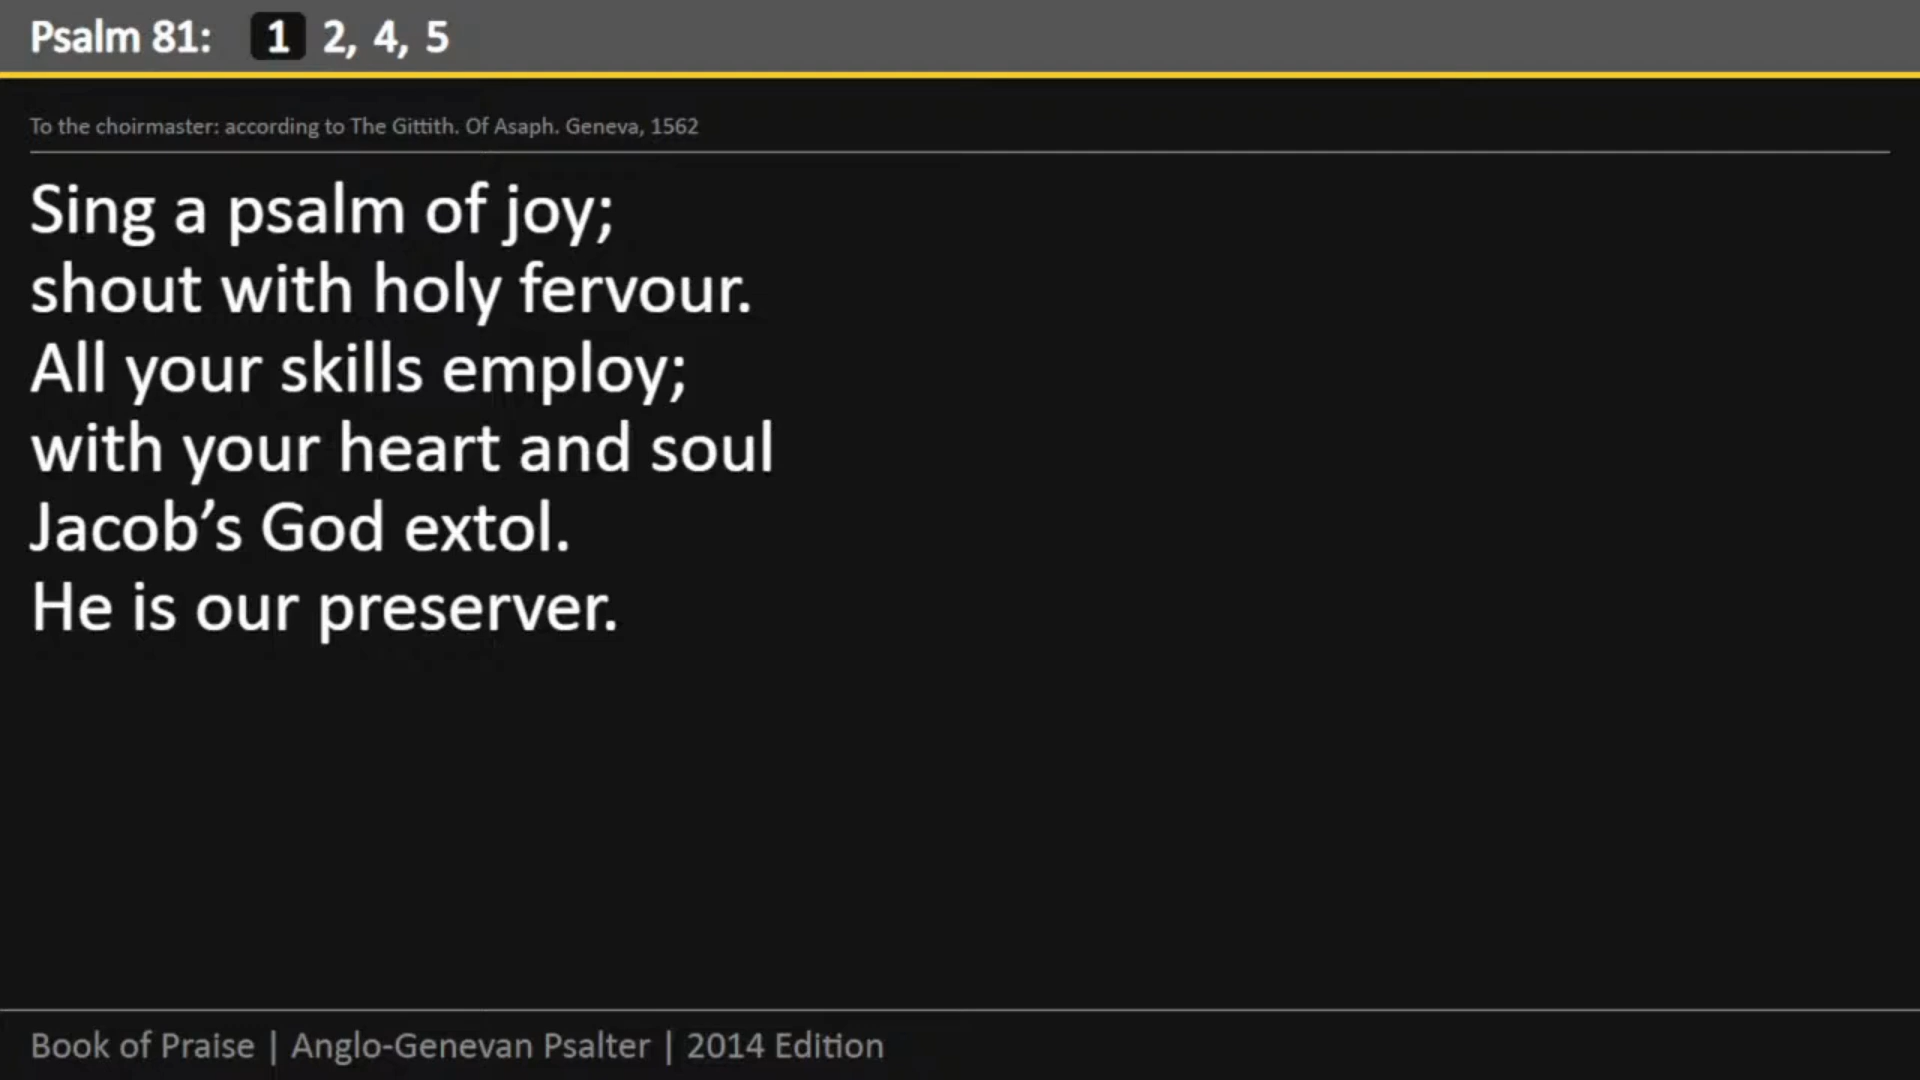 Psalm 81: 1 2, 4, 5
To the choirmaster: according to The Gittith. Of Asaph. Geneva, 1562
Sing a psalm of joy;
shout with holy fervour.
All your skills employ;
with your heart and soul
Jacob’s God extol.
He is our preserver.
Book of Praise | Anglo-Genevan Psalter | 2014 Edition